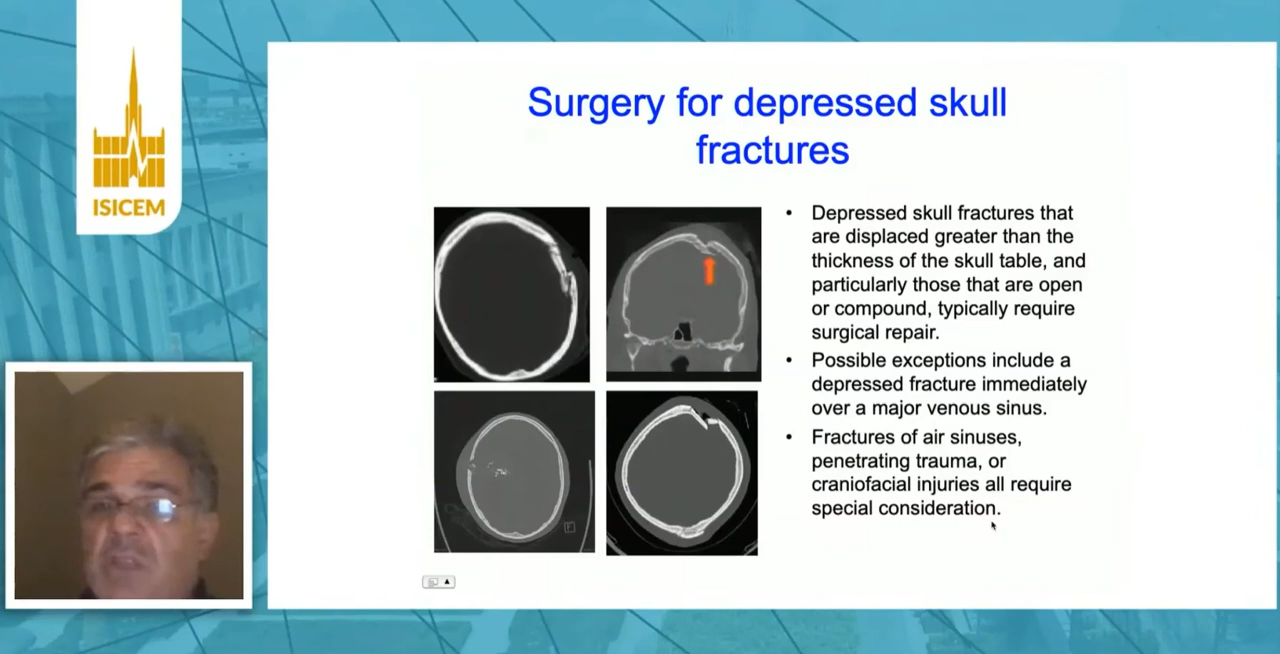 ISICEM
Surgery for depressed skull
fractures
• Depressed skull fractures that
are displaced greater than the
thickness of the skull table, and
particularly those that are open
or compound, typically require
surgical repair.
• Possible exceptions include a
depressed fracture immediately
over a major venous sinus.
• Fractures of air sinuses,
penetrating trauma, or
craniofacial injuries all require
special consideration.